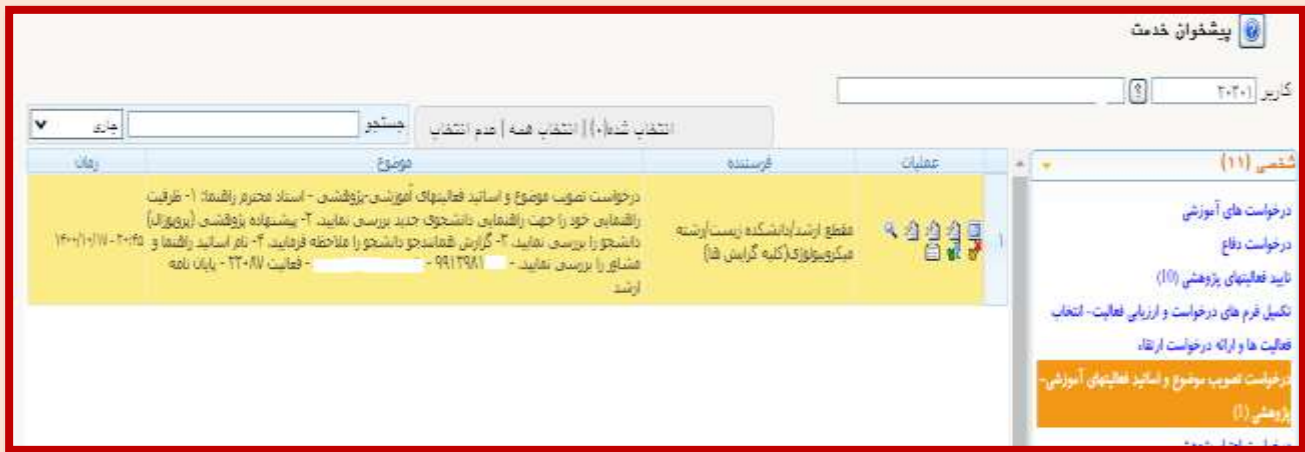 پیشخوان خدمت
کاربر ۲۰۳۰۱
انتخاب شده(۰) | انتخاب همه | عدم انتخاب
جستجو
جاری
عملیات فرستنده موضوع زمان
شخصی (۱۱)
درخواست های آموزشی
درخواست دفاع
تایید فعالیتهای پژوهشی (10)
تکمیل فرم های درخواست و ارزیابی فعالیت- انتخاب
فعالیت ها و ارائه درخواست ارتقاء
درخواست تصویب موضوع و اساتید فعالیتهای آموزشی-
پژوهشی (1)
۱
مقطع ارشد/دانشکده زیست/رشته
میکروبیولوژی(کلیه گرایش ها)
درخواست تصویب موضوع و اساتید فعالیتهای آموزشی-پژوهشی - استاد محترم راهنما: ۱- ظرفیت
راهنمایی خود را جهت راهنمایی دانشجوی جدید بررسی نمایید. ۲- پیشنهاده پژوهشی (پروپوزال)
دانشجو را بررسی نمایید. ۳- گزارش همانندجو دانشجو را ملاحظه فرمایید. ۴- نام اساتید راهنما و
مشاور را بررسی نمایید. - 9913981 - - فعالیت ۲۲۰۸۷ - پایان نامه
ارشد
۱۴۰۰/۱۰/۱۷ - ۲۰:۴۵